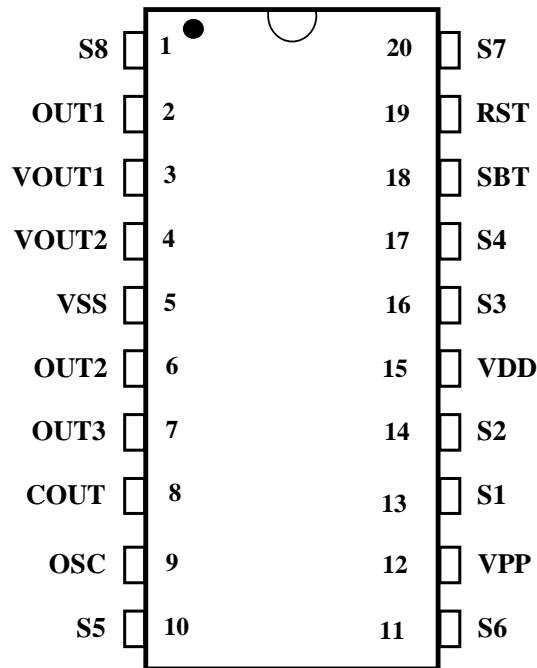 S8 1 20 S7
OUT1 2 19 RST
VOUT1 3 18 SBT
VOUT2 4 17 S4
VSS 5 16 S3
OUT2 6 15 VDD
OUT3 7 14 S2
COUT 8 13 S1
OSC 9 12 VPP
S5 10 11 S6